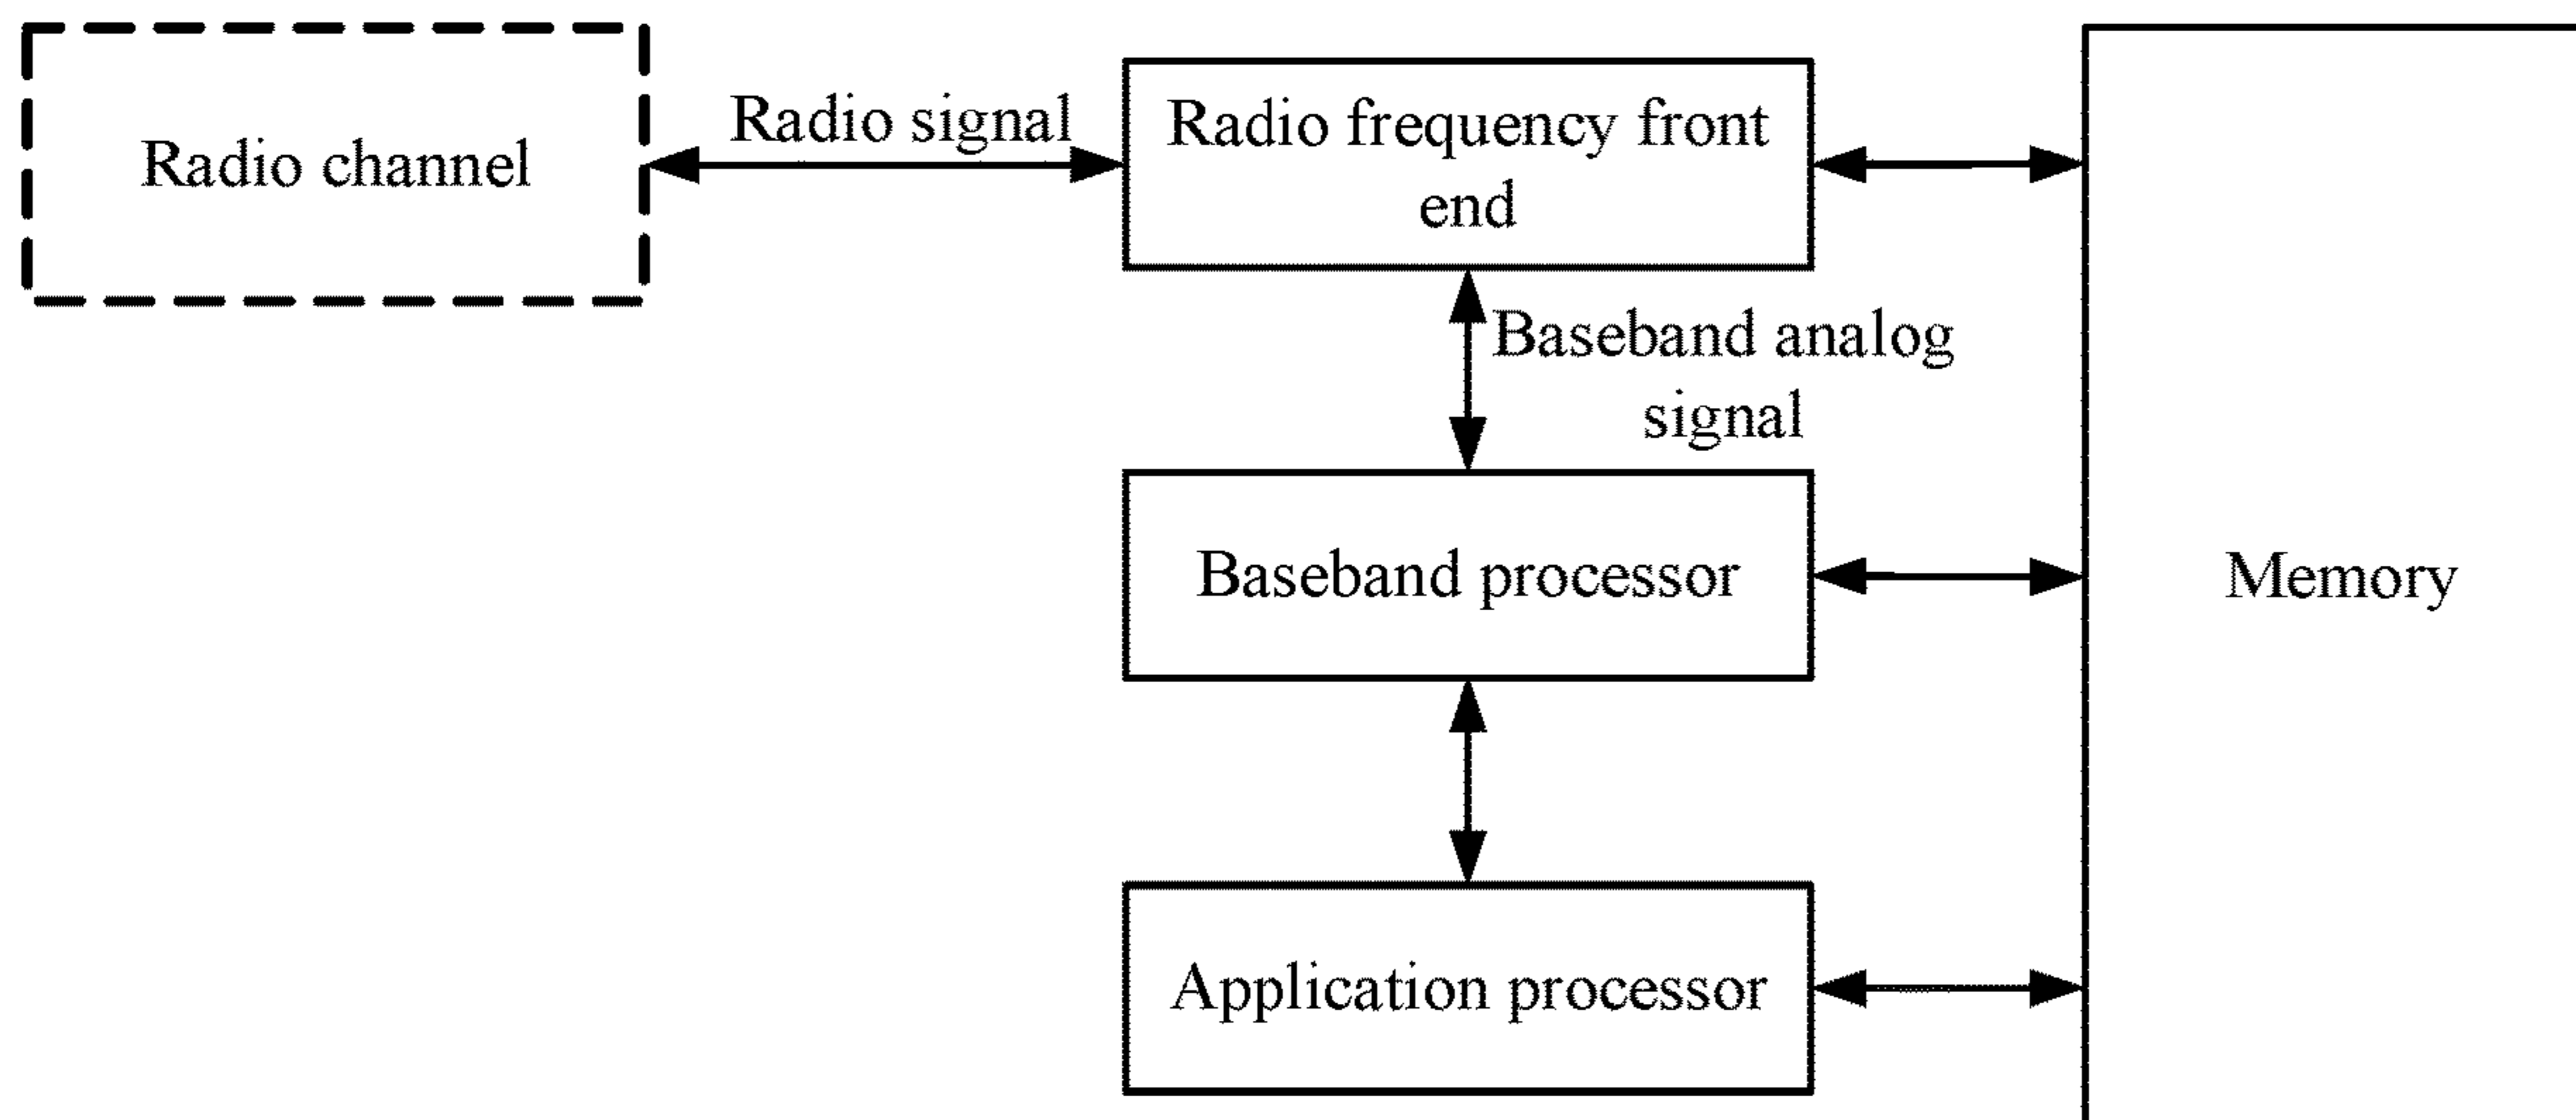 Radio channel
Radio signal
Radio frequency front
end
Baseband analog
signal
Baseband processor
Memory
Application processor